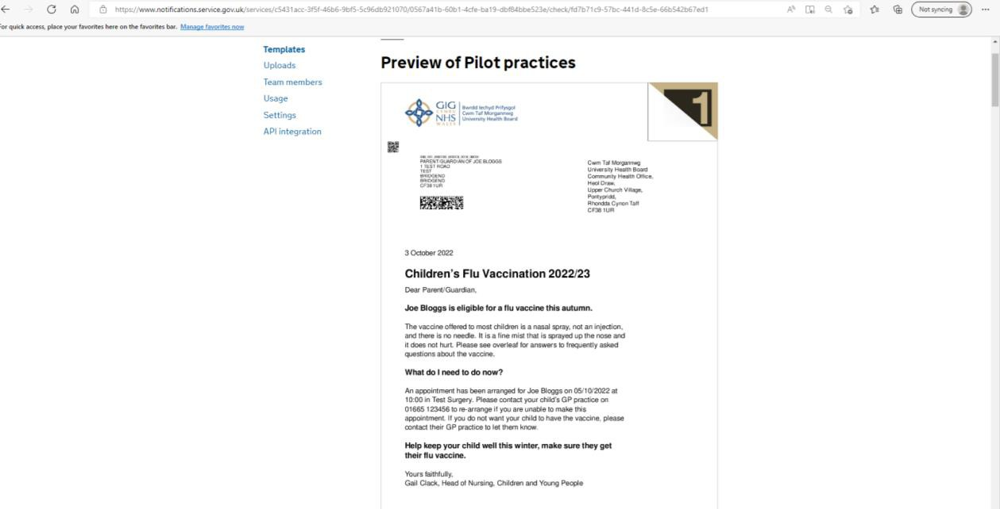 https://www.notifications.service.gov.uk/services/c5431acc-3f5f-46b6-9bf5-5c96db921070/0567a41b-60b1-4cfe-ba19-dbf84bbe523e/check/fd7b71c9-57bc-441d-8c5e-66b542b67ed1
Not syncing
For quick access, place your favorites here on the favorites bar. Manage favorites now
Templates
Uploads
Team members
Usage
Settings
API integration
Preview of Pilot practices
GIG
CYMRU
NHS
WALES
Bwrdd Iechyd Prifysgol
Cwm Taf Morgannwg
University Health Board
1
PARENT/GUARDIAN OF JOE BLOGGS
1 TEST ROAD
TEST
BRIDGEND
BRIDGEND
CF38 1UR
Cwm Taf Morgannwg
University Health Board
Community Health Office,
Heol Draw,
Upper Church Village,
Pontypridd,
Rhondda Cynon Taff
CF38 1UR
3 October 2022
Children's Flu Vaccination 2022/23
Dear Parent/Guardian,
Joe Bloggs is eligible for a flu vaccine this autumn.
The vaccine offered to most children is a nasal spray, not an injection,
and there is no needle. It is a fine mist that is sprayed up the nose and
it does not hurt. Please see overleaf for answers to frequently asked
questions about the vaccine.
What do I need to do now?
An appointment has been arranged for Joe Bloggs on 05/10/2022 at
10:00 in Test Surgery. Please contact your child's GP practice on
01665 123456 to re-arrange if you are unable to make this
appointment. If you do not want your child to have the vaccine, please
contact their GP practice to let them know.
Help keep your child well this winter, make sure they get
their flu vaccine.
Yours faithfully,
Gail Clack, Head of Nursing, Children and Young People